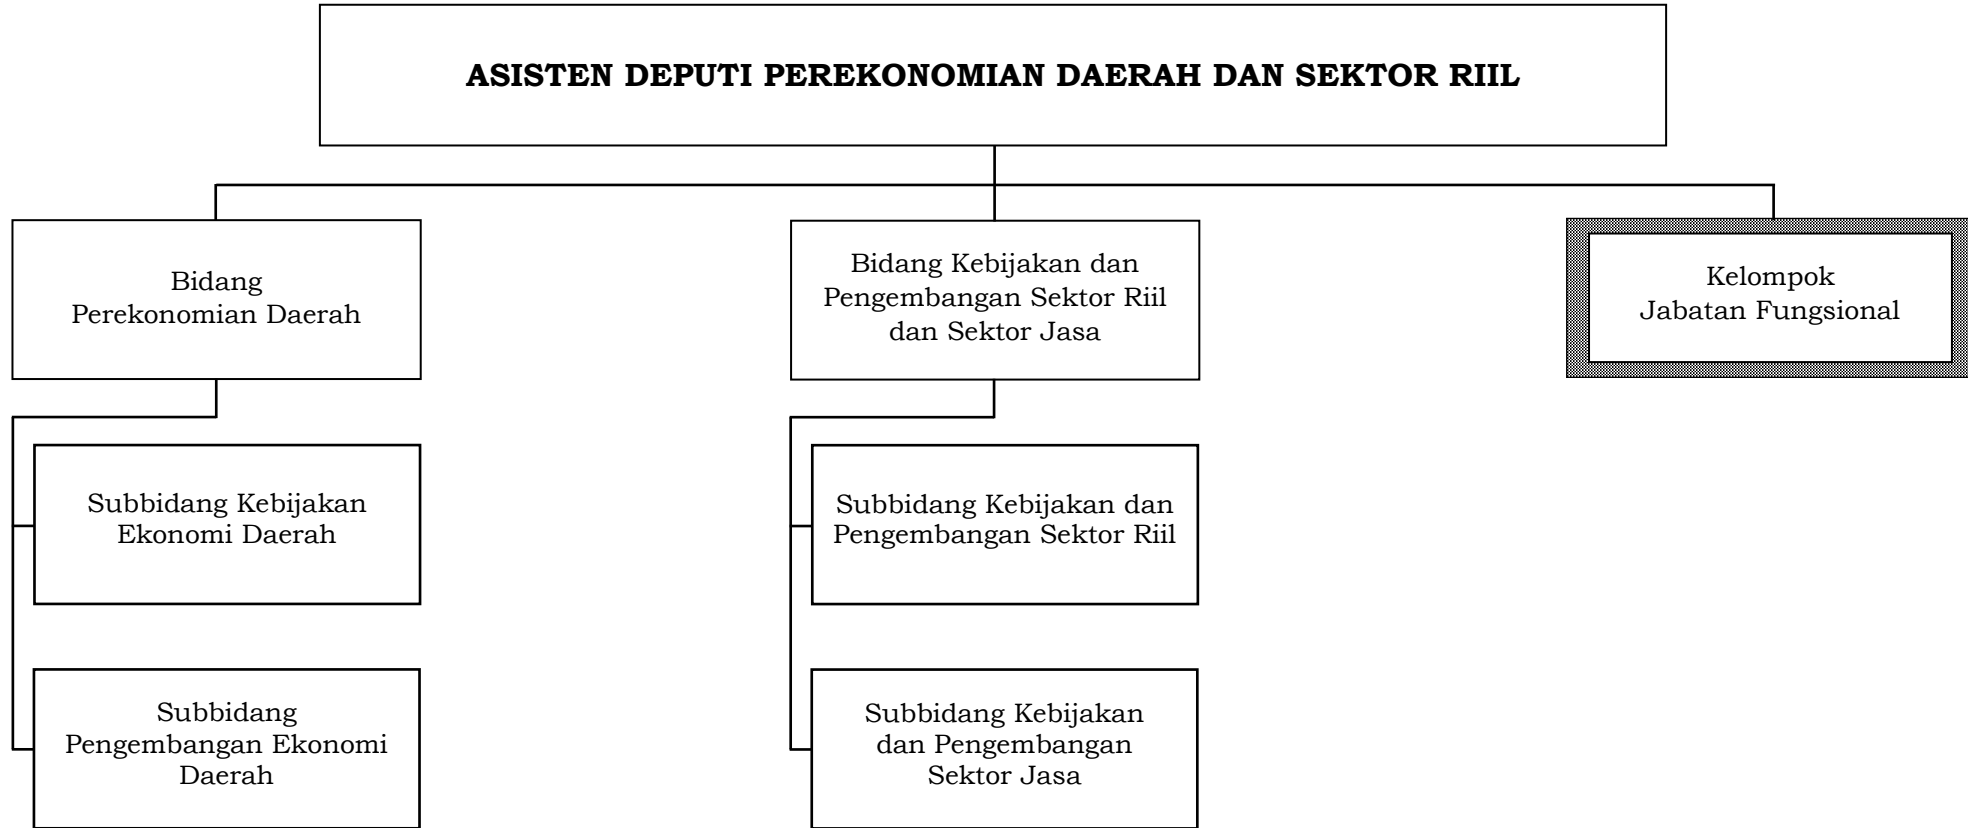 ASISTEN DEPUTI PEREKONOMIAN DAERAH DAN SEKTOR RIIL
Bidang
Perekonomian Daerah
Bidang Kebijakan dan
Pengembangan Sektor Riil
dan Sektor Jasa
Kelompok
Jabatan Fungsional
Subbidang Kebijakan
Ekonomi Daerah
Subbidang Kebijakan dan
Pengembangan Sektor Riil
Subbidang
Pengembangan Ekonomi
Daerah
Subbidang Kebijakan
dan Pengembangan
Sektor Jasa